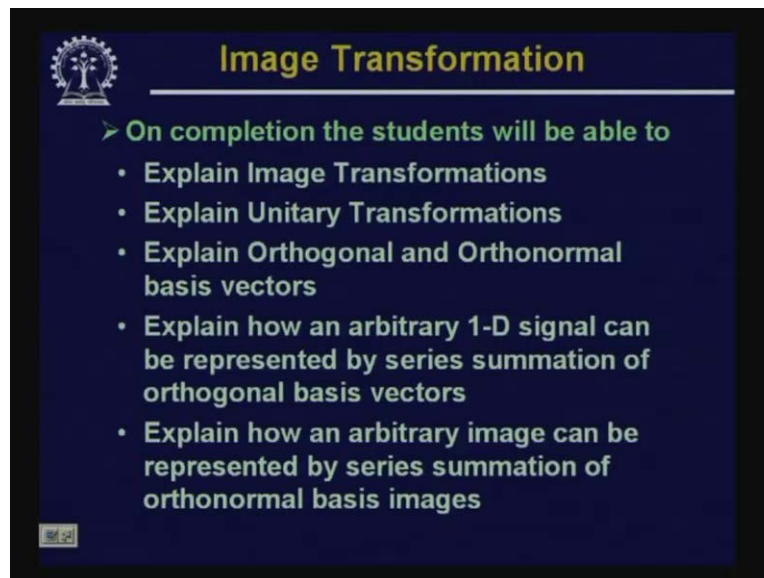 Image Transformation
➢ On completion the students will be able to
• Explain Image Transformations
• Explain Unitary Transformations
• Explain Orthogonal and Orthonormal
basis vectors
• Explain how an arbitrary 1-D signal can
be represented by series summation of
orthogonal basis vectors
• Explain how an arbitrary image can be
represented by series summation of
orthonormal basis images